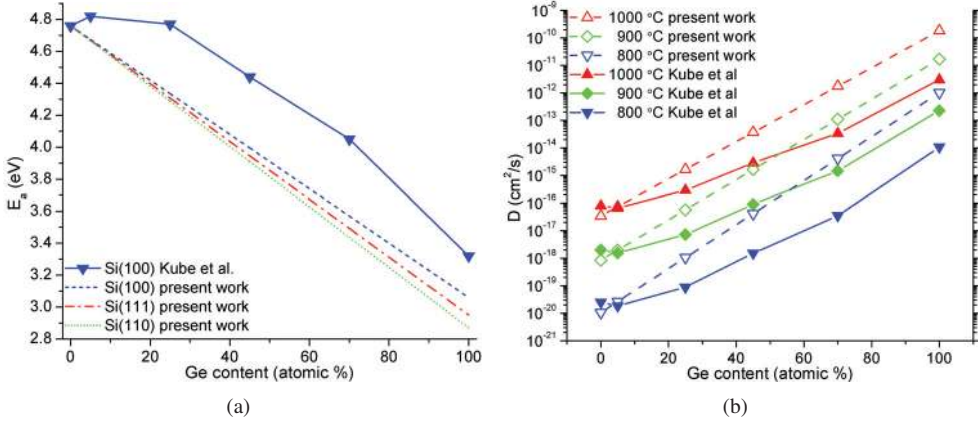 4.8
4.6
4.4
4.2
4.0
3.8
3.6
3.4
3.2
3.0
2.8
E_a (eV)
Si(100) Kube et al.
Si(100) present work
Si(111) present work
Si(110) present work
0 20 40 60 80 100
Ge content (atomic %)
(a)
10^-9
10^-10
10^-11
10^-12
10^-13
10^-14
10^-15
10^-16
10^-17
10^-18
10^-19
10^-20
10^-21
D (cm^2/s)
1000 °C present work
900 °C present work
800 °C present work
1000 °C Kube et al
900 °C Kube et al
800 °C Kube et al
0 20 40 60 80 100
Ge content (atomic %)
(b)